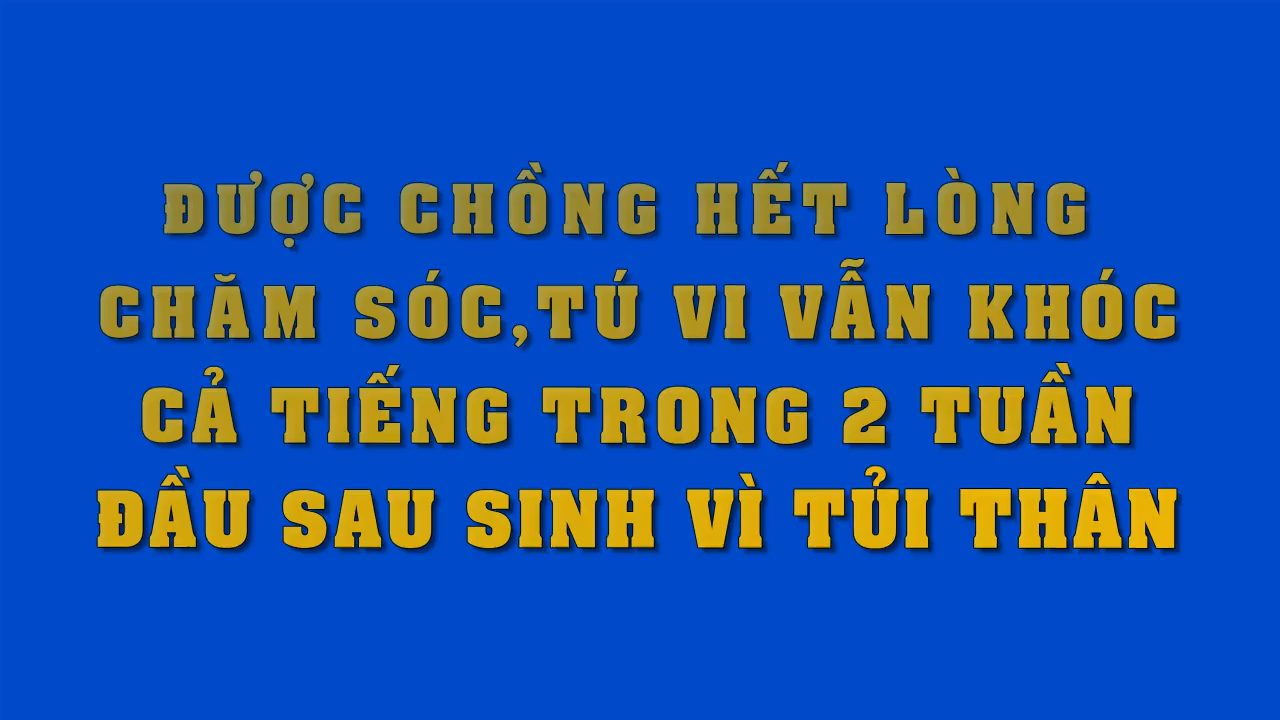 ĐƯỢC CHỒNG HẾT LÒNG
CHĂM SÓC,TÚ VI VẪN KHÓC
CẢ TIẾNG TRONG 2 TUẦN
ĐẦU SAU SINH VÌ TỦI THÂN